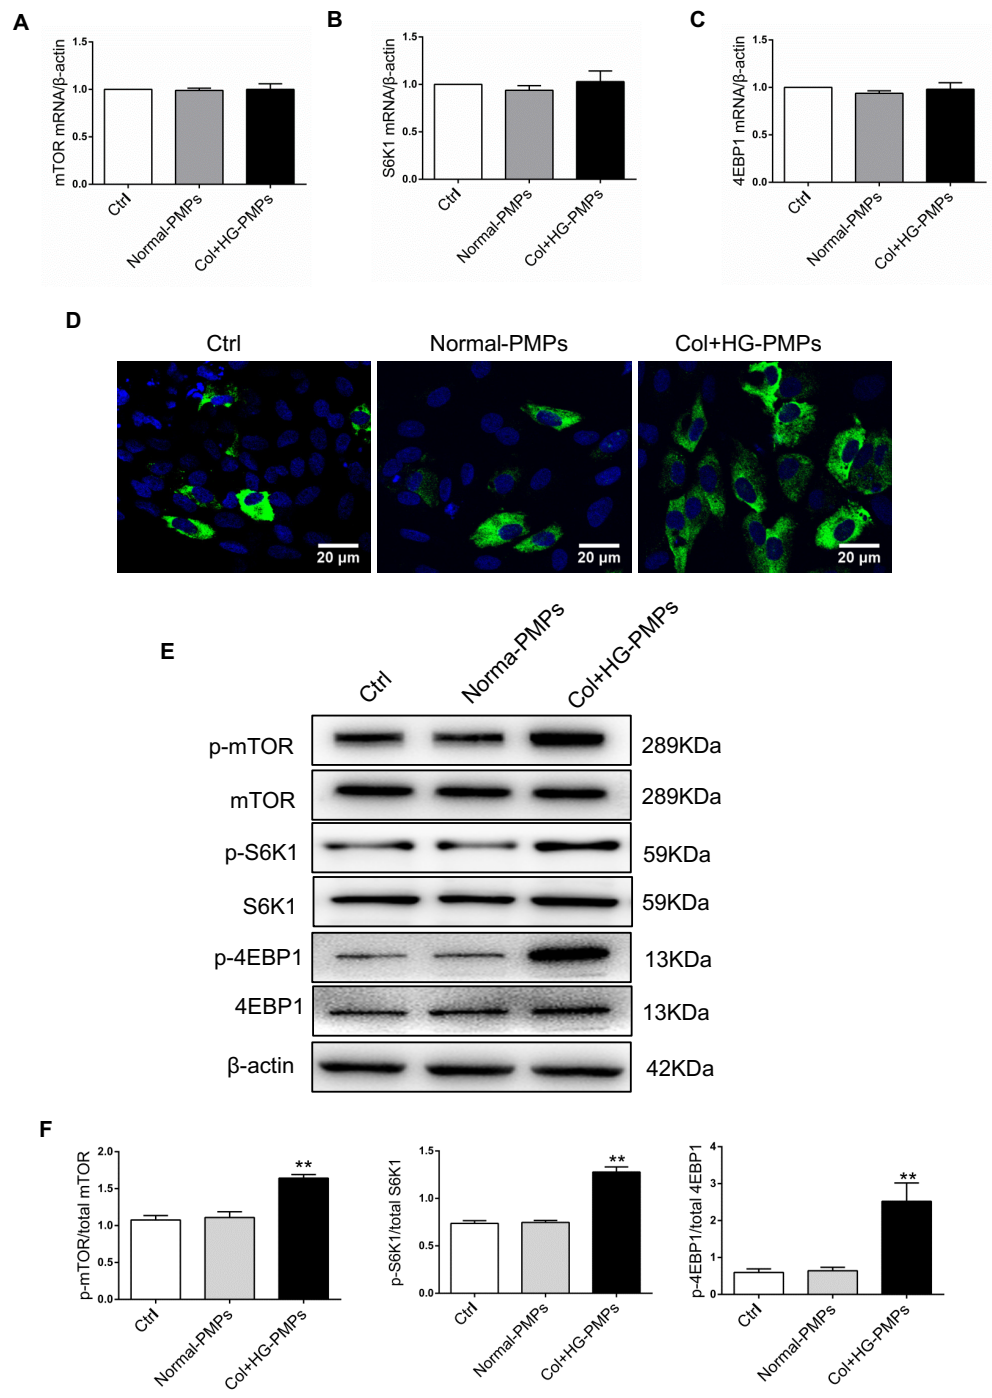 A
mTOR mRNA/β-actin
1.5
1.0
0.5
0.0
Ctrl
Normal-PMPs
Col+HG-PMPs
B
S6K1 mRNA/β-actin
1.5
1.0
0.5
0.0
Ctrl
Normal-PMPs
Col+HG-PMPs
C
4EBP1 mRNA/β-actin
1.5
1.0
0.5
0.0
Ctrl
Normal-PMPs
Col+HG-PMPs
D
Ctrl
Normal-PMPs
Col+HG-PMPs
20 μm
20 μm
20 μm
E
Ctrl
Norma-PMPs
Col+HG-PMPs
p-mTOR 289KDa
mTOR 289KDa
p-S6K1 59KDa
S6K1 59KDa
p-4EBP1 13KDa
4EBP1 13KDa
β-actin 42KDa
F
p-mTOR/total mTOR
2.0
1.5
1.0
0.5
0.0
**
Ctrl
Normal-PMPs
Col+HG-PMPs
p-S6K1/total S6K1
1.5
1.0
0.5
0.0
**
Ctrl
Normal-PMPs
Col+HG-PMPs
p-4EBP1/total 4EBP1
4
3
2
1
0
**
Ctrl
Normal-PMPs
Col+HG-PMPs